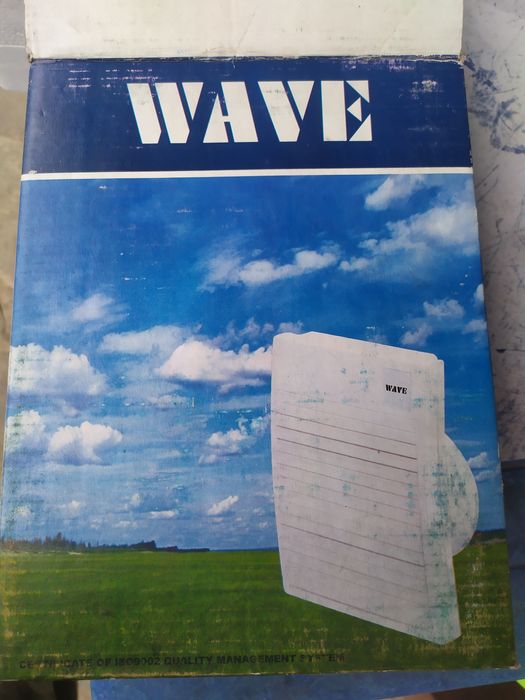 WAVE
WAVE
CERTIFICATE OF ISO9002 QUALITY MANAGEMENT SYSTEM